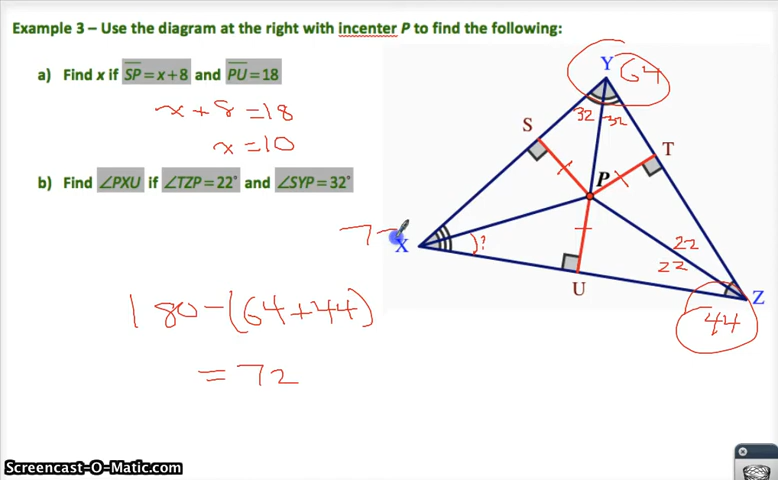 Example 3 – Use the diagram at the right with incenter P to find the following:
a) Find x if SP = x + 8 and PU = 18
x + 8 = 18
x = 10
b) Find ∠PXU if ∠TZP = 22° and ∠SYP = 32°
180 - (64 + 44)
= 72
Y 64
32 32
S
T
P
X
?
22
22
U
Z
44
Screencast-O-Matic.com